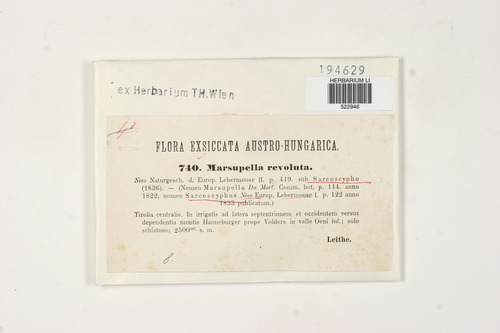 194629
HERBARIUM LI
522946
ex Herbarium TH.Wien
FLORA EXSICCATA AUSTRO-HUNGARICA.
740. Marsupella revoluta.
Nees Naturgesch. d. Europ. Lebermoose II. p. 419. sub Sarcoscypho
(1836). — (Nomen Marsupella Du Mort. Comm. bot. p. 114. anno
1822, nomen Sarcoscyphus Nees Europ. Lebermoose I. p. 122 anno
1833 publicatum.)
Tirolia centralis. In irrigatis ad latera septentrionem et occidentem versus
dependentia montis Hanneburger prope Volders in valle Oeni inf.; solo
schistoso; 2500 s. m.
Leithe.
8.